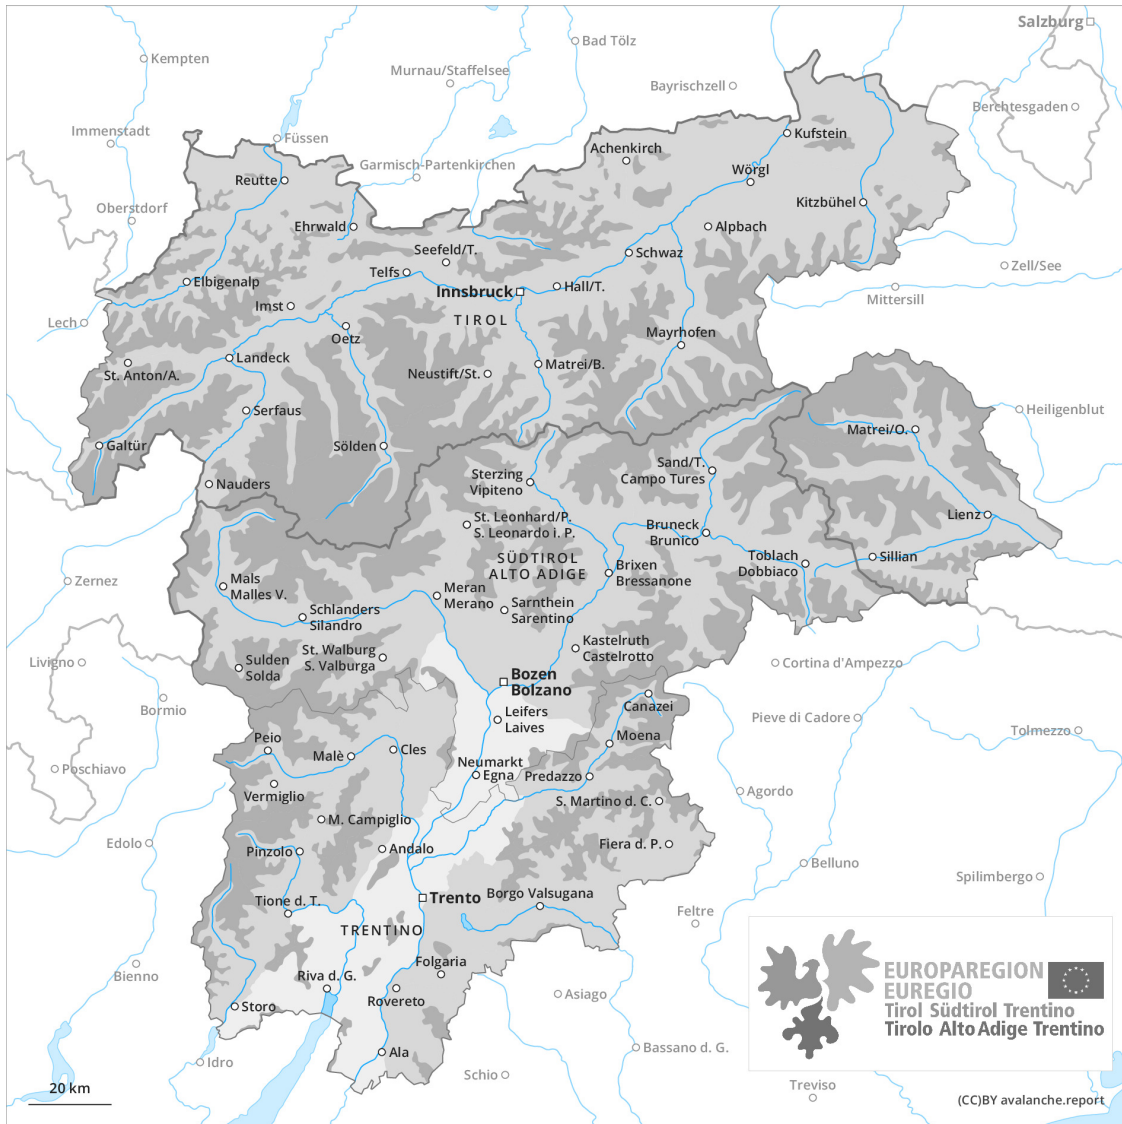 Salzburg
Bad Tölz
Kempten
Murnau/Staffelsee
Bayrischzell
Berchtesgaden
Immenstadt
Füssen
Kufstein
Achenkirch
Garmisch-Partenkirchen
Wörgl
Reutte
Oberstdorf
Kitzbühel
Ehrwald
Alpbach
Seefeld/T.
Schwaz
Telfs
Zell/See
Elbigenalp
Innsbruck
Hall/T.
Mittersill
Imst
Lech
TIROL
Oetz
Mayrhofen
Landeck
Matrei/B.
St. Anton/A.
Neustift/St.
Serfaus
Heiligenblut
Matrei/O.
Galtür
Sölden
Sterzing
Vipiteno
Sand/T.
Campo Tures
Nauders
Lienz
St. Leonhard/P.
S. Leonardo i. P.
Bruneck
Brunico
SÜDTIROL
ALTO ADIGE
Toblach
Dobbiaco
Sillian
Brixen
Bressanone
Zernez
Mals
Malles V.
Meran
Merano
Sarnthein
Sarentino
Schlanders
Silandro
Kastelruth
Castelrotto
St. Walburg
S. Valburga
Livigno
Sulden
Solda
Cortina d'Ampezzo
Bozen
Bolzano
Bormio
Canazei
Leifers
Laives
Pieve di Cadore
Tolmezzo
Peio
Moena
Malè
Cles
Poschiavo
Neumarkt
Egna
Predazzo
Vermiglio
S. Martino d. C.
Agordo
M. Campiglio
Edolo
Pinzolo
Andalo
Fiera d. P.
Belluno
Spilimbergo
Tione d. T.
Trento
Borgo Valsugana
Feltre
TRENTINO
Bienno
Riva d. G.
Folgaria
EUROPAREGION
EUREGIO
Tirol Südtirol Trentino
Tirolo Alto Adige Trentino
Storo
Rovereto
Asiago
Ala
Idro
Bassano d. G.
Schio
Treviso
20 km
(CC)BY avalanche.report